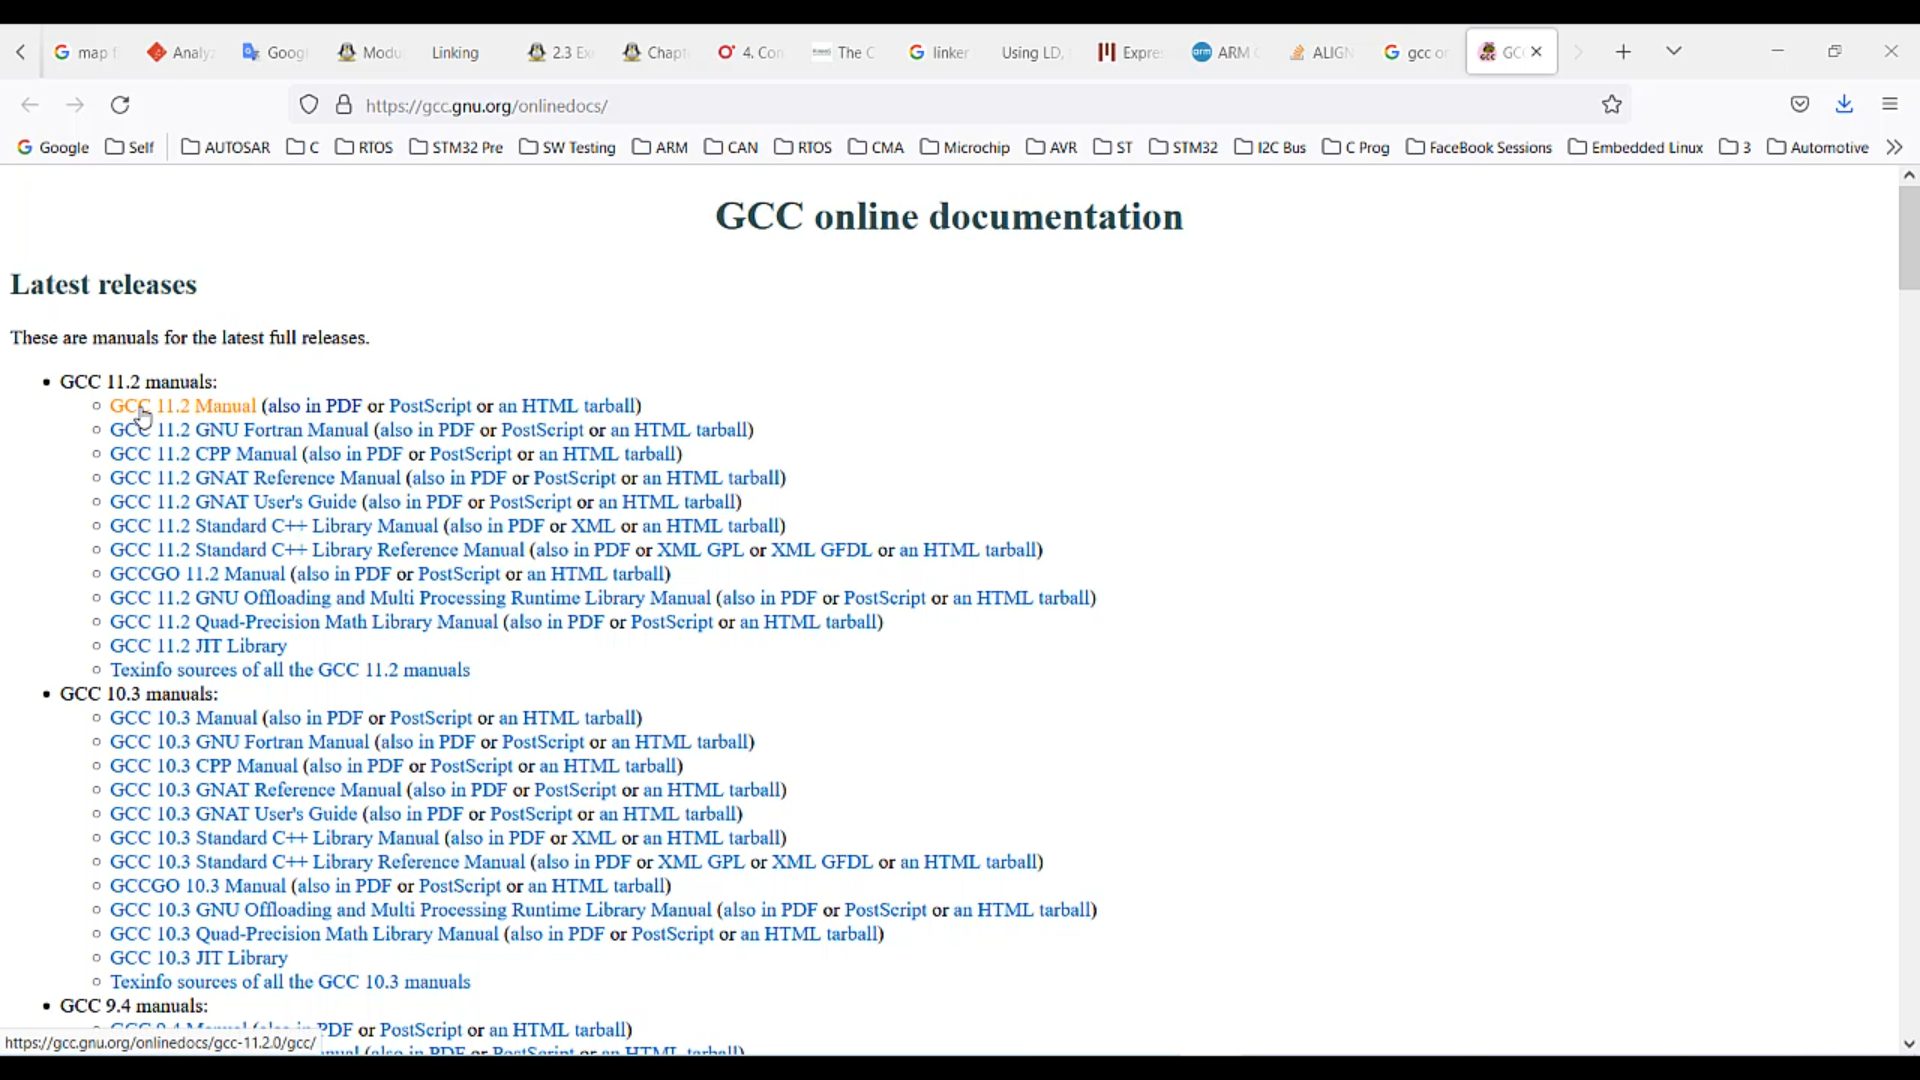 map f Analyz Googl Modu Linking 2.3 Ex Chapt 4. Con The C linker Using LD, Expre ARM ALIGN gcc on GCC
https://gcc.gnu.org/onlinedocs/
Google Self AUTOSAR C RTOS STM32 Pre SW Testing ARM CAN RTOS CMA Microchip AVR ST STM32 I2C Bus C Prog FaceBook Sessions Embedded Linux 3 Automotive
GCC online documentation
Latest releases
These are manuals for the latest full releases.
GCC 11.2 manuals:
GCC 11.2 Manual (also in PDF or PostScript or an HTML tarball)
GCC 11.2 GNU Fortran Manual (also in PDF or PostScript or an HTML tarball)
GCC 11.2 CPP Manual (also in PDF or PostScript or an HTML tarball)
GCC 11.2 GNAT Reference Manual (also in PDF or PostScript or an HTML tarball)
GCC 11.2 GNAT User's Guide (also in PDF or PostScript or an HTML tarball)
GCC 11.2 Standard C++ Library Manual (also in PDF or XML or an HTML tarball)
GCC 11.2 Standard C++ Library Reference Manual (also in PDF or XML GPL or XML GFDL or an HTML tarball)
GCCGO 11.2 Manual (also in PDF or PostScript or an HTML tarball)
GCC 11.2 GNU Offloading and Multi Processing Runtime Library Manual (also in PDF or PostScript or an HTML tarball)
GCC 11.2 Quad-Precision Math Library Manual (also in PDF or PostScript or an HTML tarball)
GCC 11.2 JIT Library
Texinfo sources of all the GCC 11.2 manuals
GCC 10.3 manuals:
GCC 10.3 Manual (also in PDF or PostScript or an HTML tarball)
GCC 10.3 GNU Fortran Manual (also in PDF or PostScript or an HTML tarball)
GCC 10.3 CPP Manual (also in PDF or PostScript or an HTML tarball)
GCC 10.3 GNAT Reference Manual (also in PDF or PostScript or an HTML tarball)
GCC 10.3 GNAT User's Guide (also in PDF or PostScript or an HTML tarball)
GCC 10.3 Standard C++ Library Manual (also in PDF or XML or an HTML tarball)
GCC 10.3 Standard C++ Library Reference Manual (also in PDF or XML GPL or XML GFDL or an HTML tarball)
GCCGO 10.3 Manual (also in PDF or PostScript or an HTML tarball)
GCC 10.3 GNU Offloading and Multi Processing Runtime Library Manual (also in PDF or PostScript or an HTML tarball)
GCC 10.3 Quad-Precision Math Library Manual (also in PDF or PostScript or an HTML tarball)
GCC 10.3 JIT Library
Texinfo sources of all the GCC 10.3 manuals
GCC 9.4 manuals:
GCC 9.4 Manual (also in PDF or PostScript or an HTML tarball)
https://gcc.gnu.org/onlinedocs/gcc-11.2.0/gcc/
(also in PDF or PostScript or an HTML tarball)